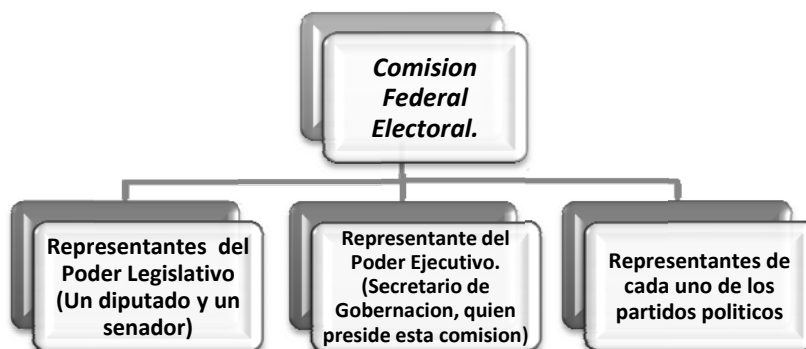 Comision
Federal
Electoral.
Representantes del
Poder Legislativo
(Un diputado y un
senador)
Representante del
Poder Ejecutivo.
(Secretario de
Gobernacion, quien
preside esta comision)
Representantes de
cada uno de los
partidos politicos